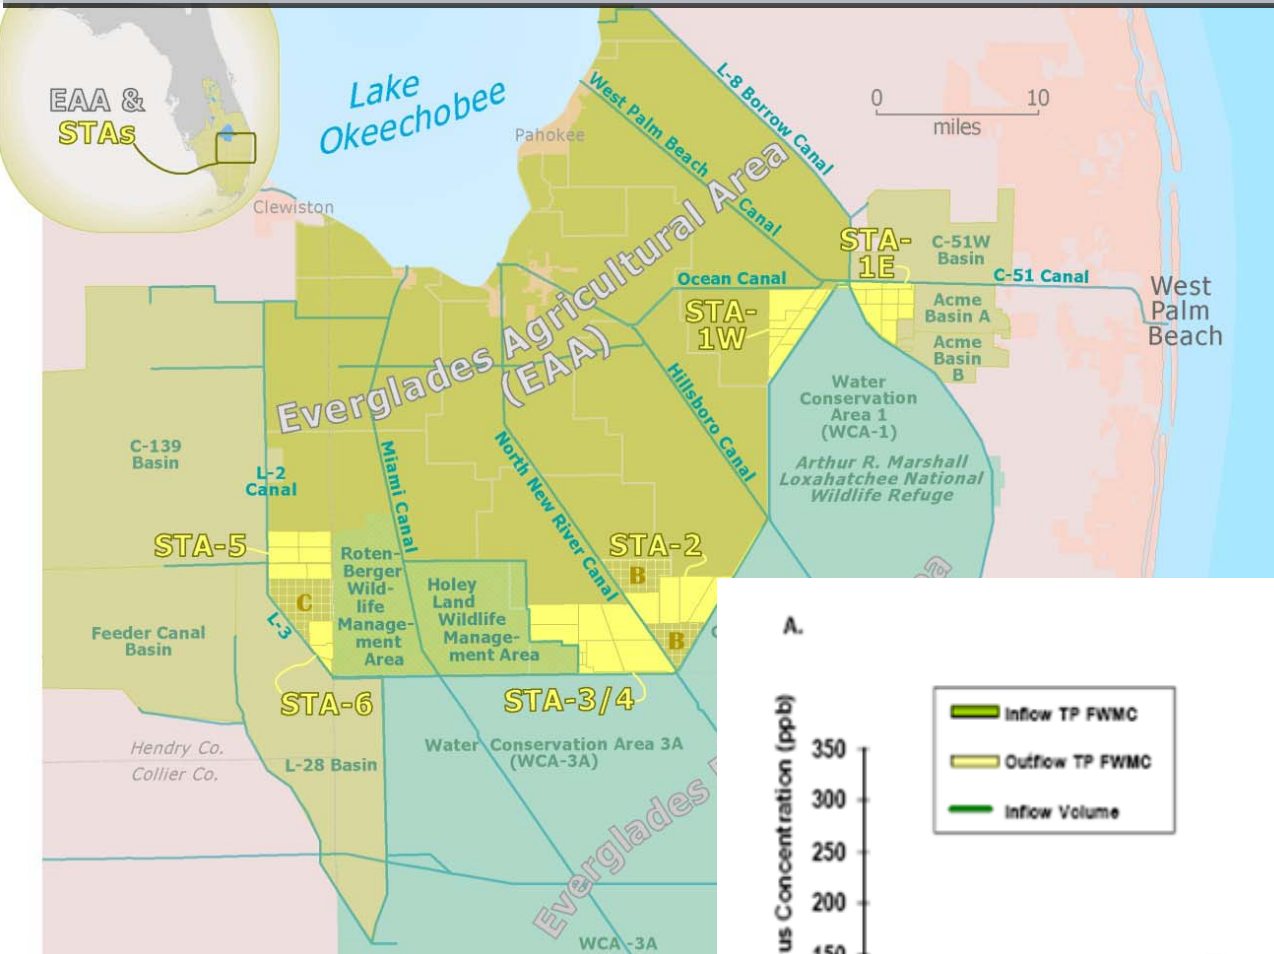 EAA &
STAs
Lake
Okeechobee
Pahokee
Clewiston
L-8 Borrow Canal
West Palm Beach
Canal
0
10
miles
Everglades Agricultural Area
(EAA)
STA-
1E
C-51W
Basin
C-51 Canal
Ocean Canal
STA-
1W
Acme
Basin A
Acme
Basin
B
West
Palm
Beach
Water
Conservation
Area 1
(WCA-1)
Arthur R. Marshall
Loxahatchee National
Wildlife Refuge
Hillsboro Canal
North New River Canal
Miami Canal
C-139
Basin
L-2
Canal
STA-5
STA-2
B
Roten-
Berger
Wild-
life
Manage-
ment
Area
Holey
Land
Wildlife
Manage-
ment Area
C
L-3
B
Feeder Canal
Basin
STA-6
STA-3/4
Hendry Co.
Collier Co.
L-28 Basin
Water Conservation Area 3A
(WCA-3A)
Everglades
WCA-3A
A.
Inflow TP FWMC
Outflow TP FWMC
Inflow Volume
us Concentration (ppb)
350
300
250
200
150